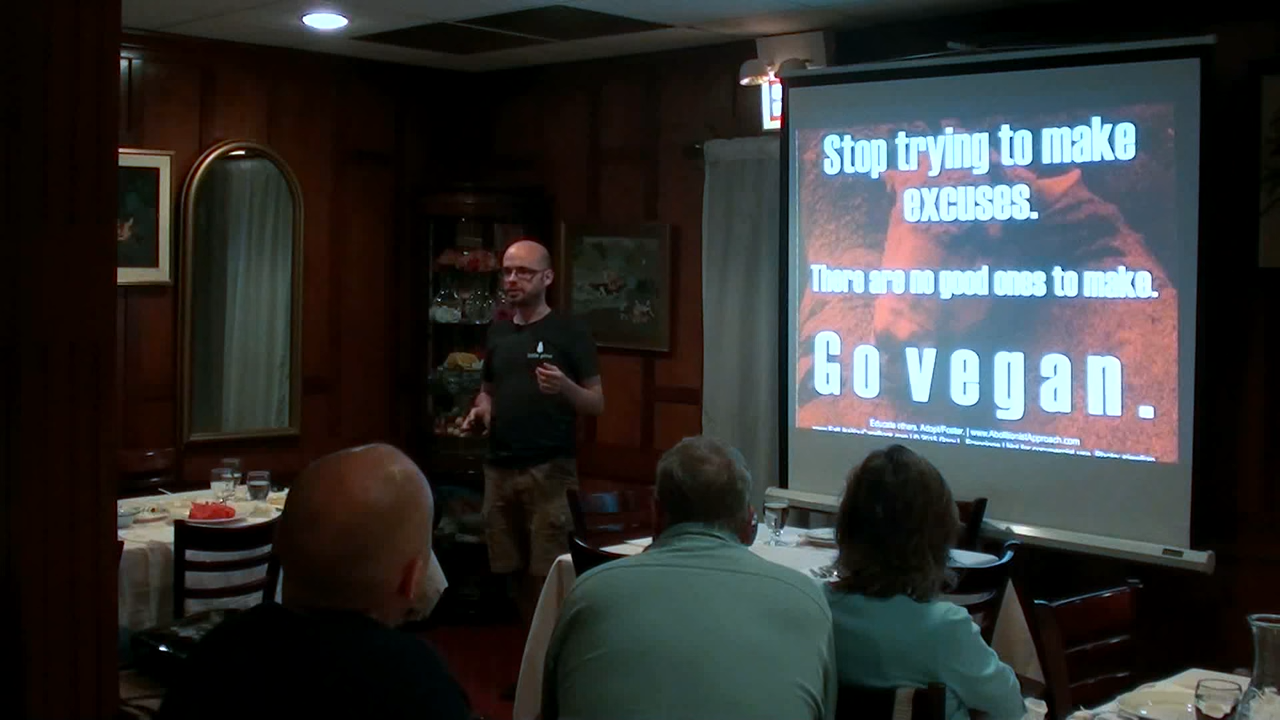 Stop trying to make
excuses.
There are no good ones to make.
Go vegan.
Educate others. Adopt/Foster. | www.AbolitionistApproach.com